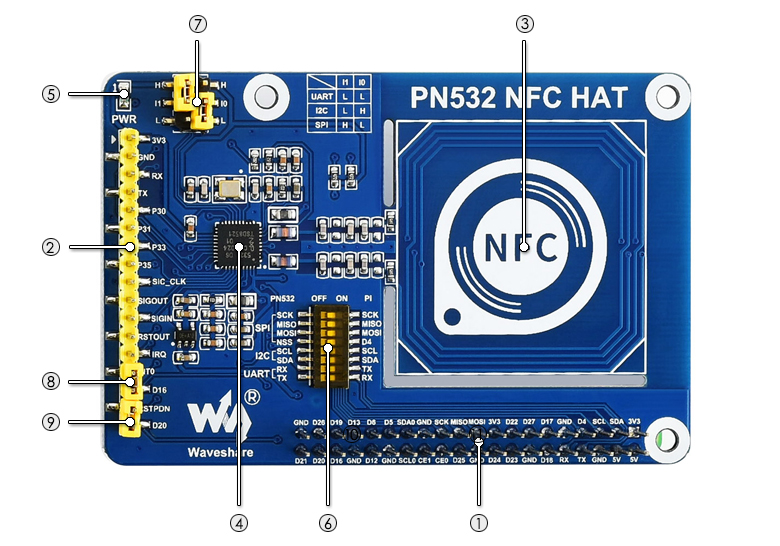 ⑦
③
⑤
1
PWR
H H
I1 I0
L L
I1 I0
UART L L
I2C L H
SPI H L
PN532 NFC HAT
3V3
GND
RX
TX
P30
P31
②
P33
P35
SIC_CLK
SIGOUT
SIGIN
RSTOUT
IRQ
INT0
⑧
D16
RSTPDN
⑨
D20
NFC
PN532 OFF ON PI
SPI
SCK SCK
MISO MISO
MOSI MOSI
NSS D4
I2C
SCL SCL
SDA SDA
UART
RX TX
TX RX
®
Waveshare
GND D26 D19 D13 D6 D5 SDA0 GND SCK MISO MOSI 3V3 D22 D27 D17 GND D4 SCL SDA 3V3
D21 D20 D16 GND D12 GND SCL0 CE1 CE0 D25 GND D24 D23 GND D18 RX TX GND 5V 5V
④
⑥
①